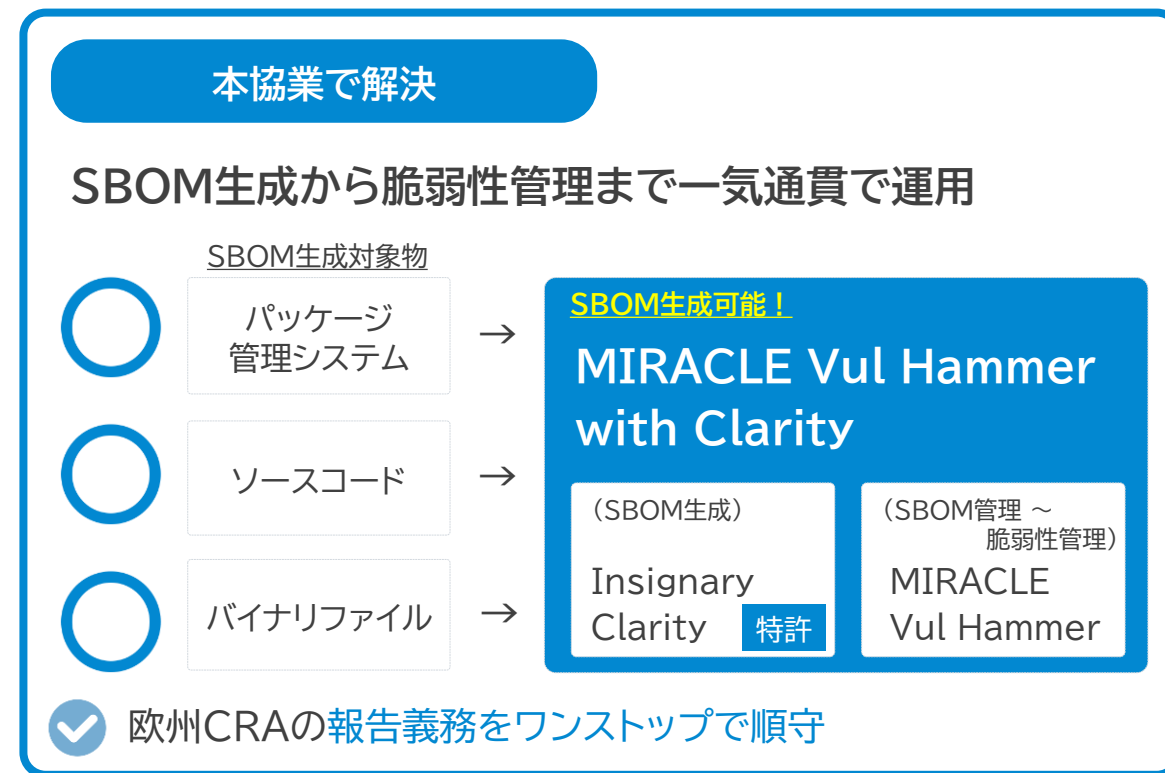 本協業で解決
SBOM生成から脆弱性管理まで一気通貫で運用
SBOM生成対象物
パッケージ
管理システム
→
ソースコード
→
バイナリファイル
→
SBOM生成可能！
MIRACLE Vul Hammer
with Clarity
（SBOM生成）
Insignary
Clarity
特許
（SBOM管理 ～
脆弱性管理）
MIRACLE
Vul Hammer
欧州CRAの報告義務をワンストップで順守